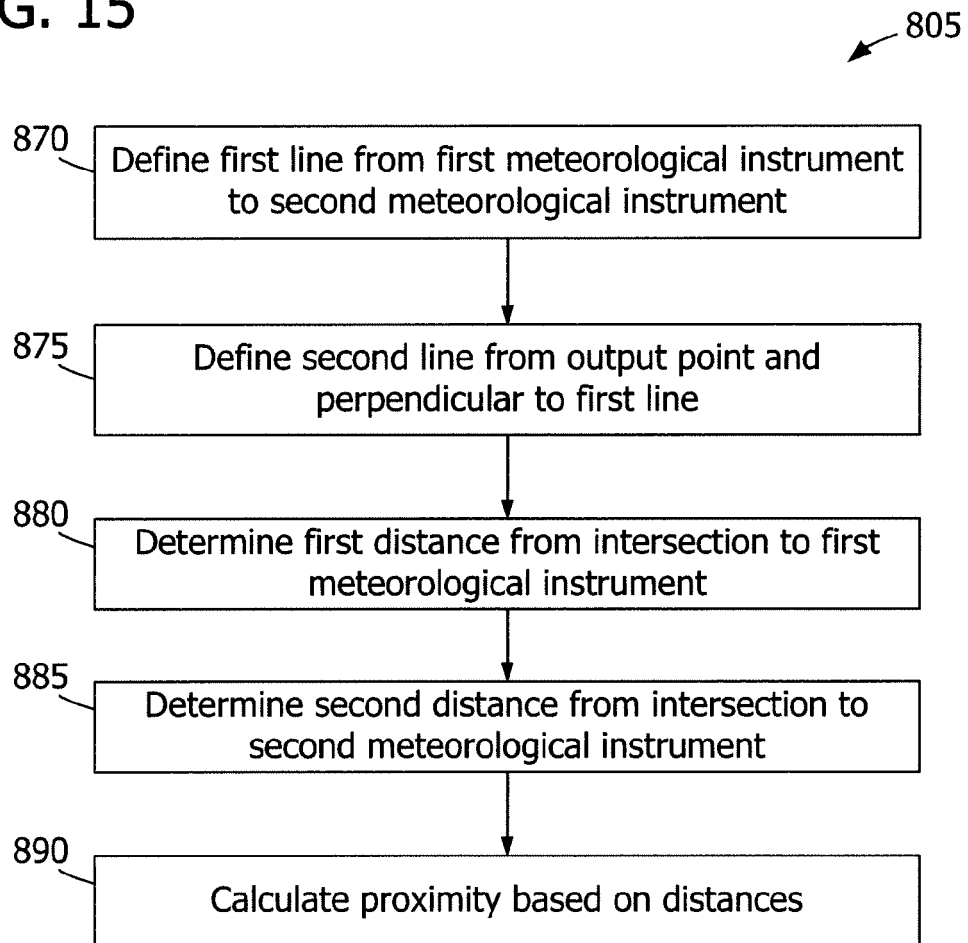 G. 15
805
870
Define first line from first meteorological instrument
to second meteorological instrument
875
Define second line from output point and
perpendicular to first line
880
Determine first distance from intersection to first
meteorological instrument
885
Determine second distance from intersection to
second meteorological instrument
890
Calculate proximity based on distances